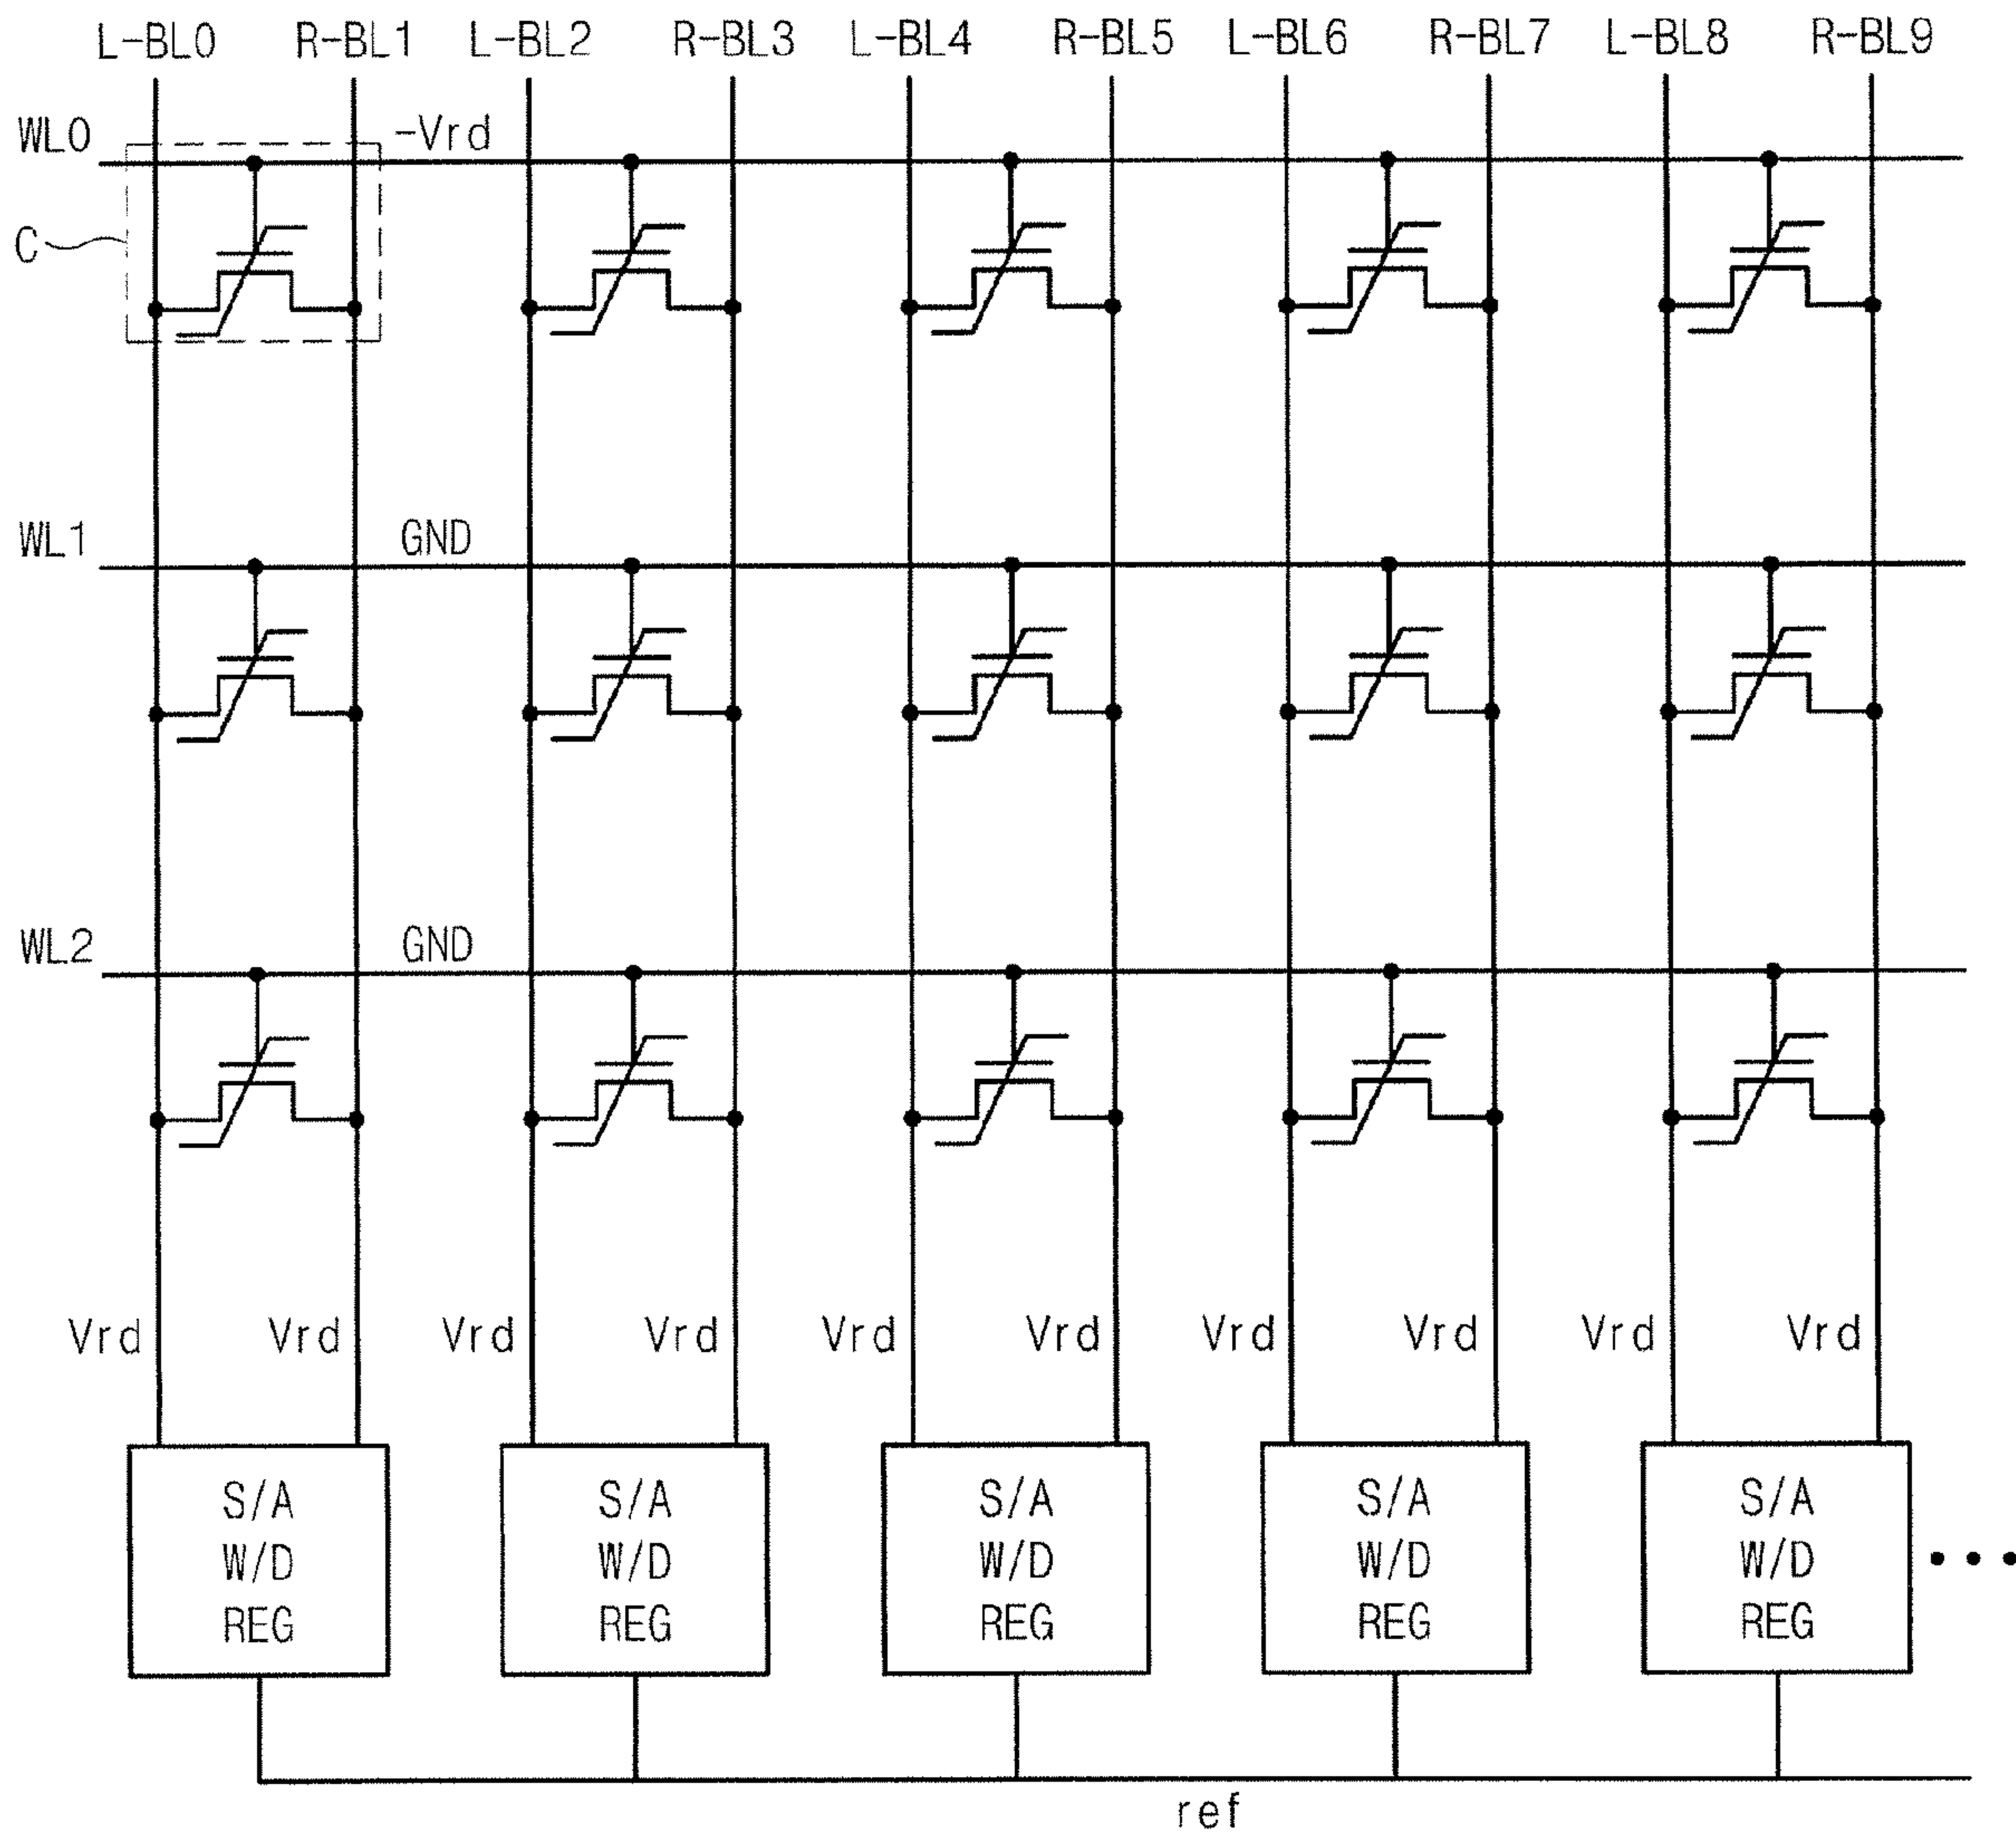 L-BL0 R-BL1 L-BL2 R-BL3 L-BL4 R-BL5 L-BL6 R-BL7 L-BL8 R-BL9
WL0 -Vrd
C
WL1 GND
WL2 GND
Vrd Vrd Vrd Vrd Vrd Vrd Vrd Vrd Vrd Vrd
S/A S/A S/A S/A S/A
W/D W/D W/D W/D W/D
REG REG REG REG REG
ref